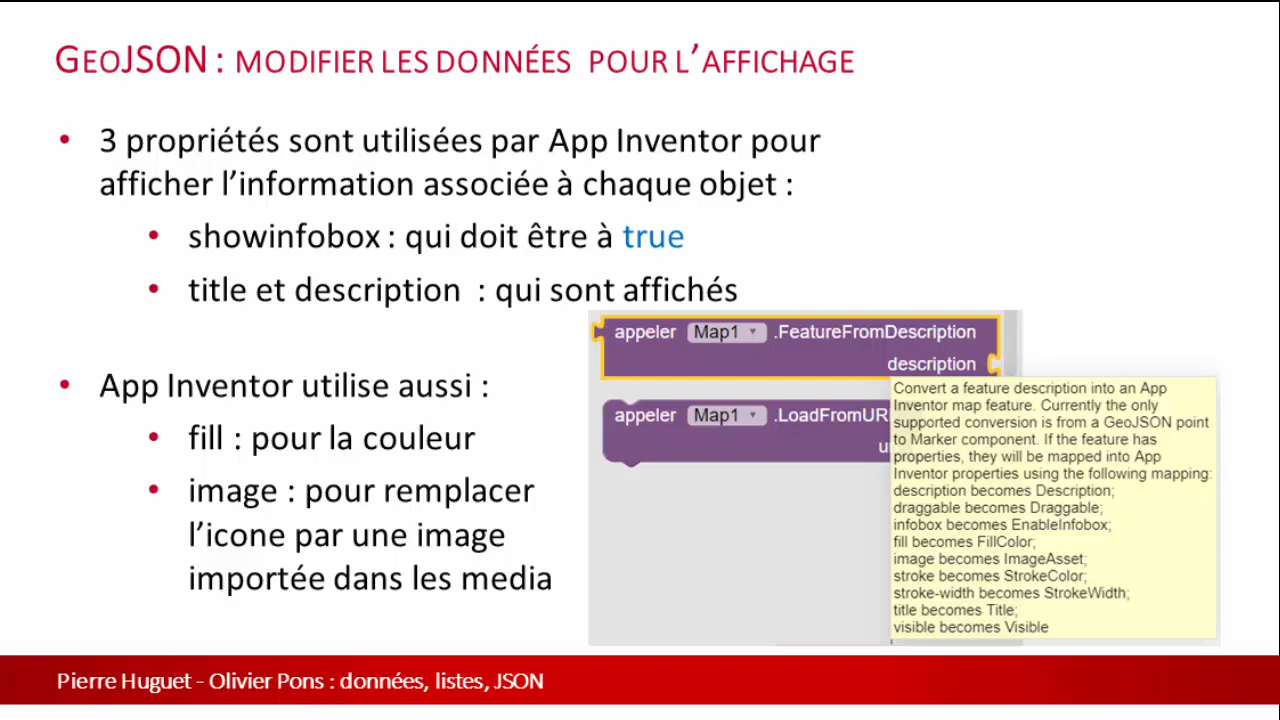 GEOJSON : MODIFIER LES DONNÉES POUR L’AFFICHAGE
• 3 propriétés sont utilisées par App Inventor pour
afficher l’information associée à chaque objet :
• showinfobox : qui doit être à true
• title et description : qui sont affichés
• App Inventor utilise aussi :
• fill : pour la couleur
• image : pour remplacer
l’icone par une image
importée dans les media
appeler Map1 .FeatureFromDescription
description
appeler Map1 .LoadFromUR
u
Convert a feature description into an App
Inventor map feature. Currently the only
supported conversion is from a GeoJSON point
to Marker component. If the feature has
properties, they will be mapped into App
Inventor properties using the following mapping:
description becomes Description;
draggable becomes Draggable;
infobox becomes EnableInfobox;
fill becomes FillColor;
image becomes ImageAsset;
stroke becomes StrokeColor;
stroke-width becomes StrokeWidth;
title becomes Title;
visible becomes Visible
Pierre Huguet - Olivier Pons : données, listes, JSON